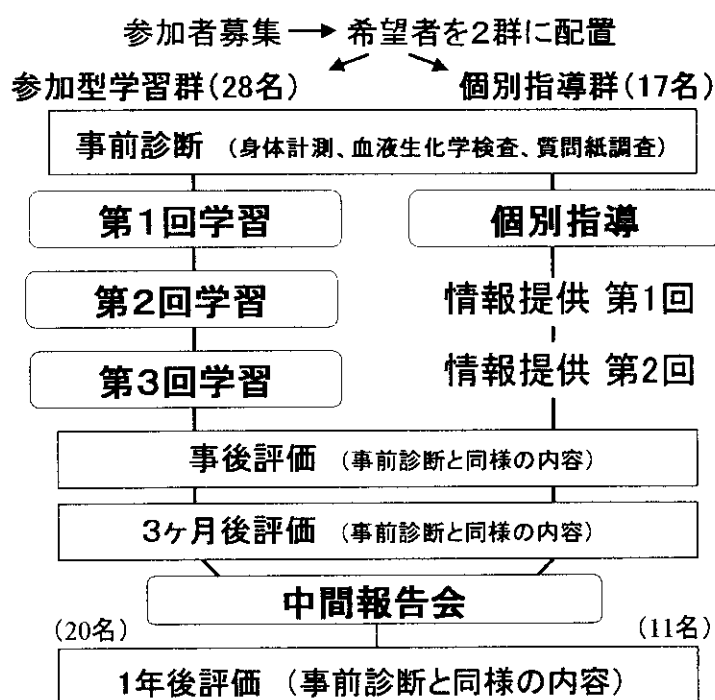 参加者募集→希望者を2群に配置
参加型学習群(28名) 個別指導群(17名)
事前診断 (身体計測、血液生化学検査、質問紙調査)
第1回学習 個別指導
第2回学習 情報提供 第1回
第3回学習 情報提供 第2回
事後評価 (事前診断と同様の内容)
3ヶ月後評価 (事前診断と同様の内容)
中間報告会
(20名) (11名)
1年後評価 (事前診断と同様の内容)